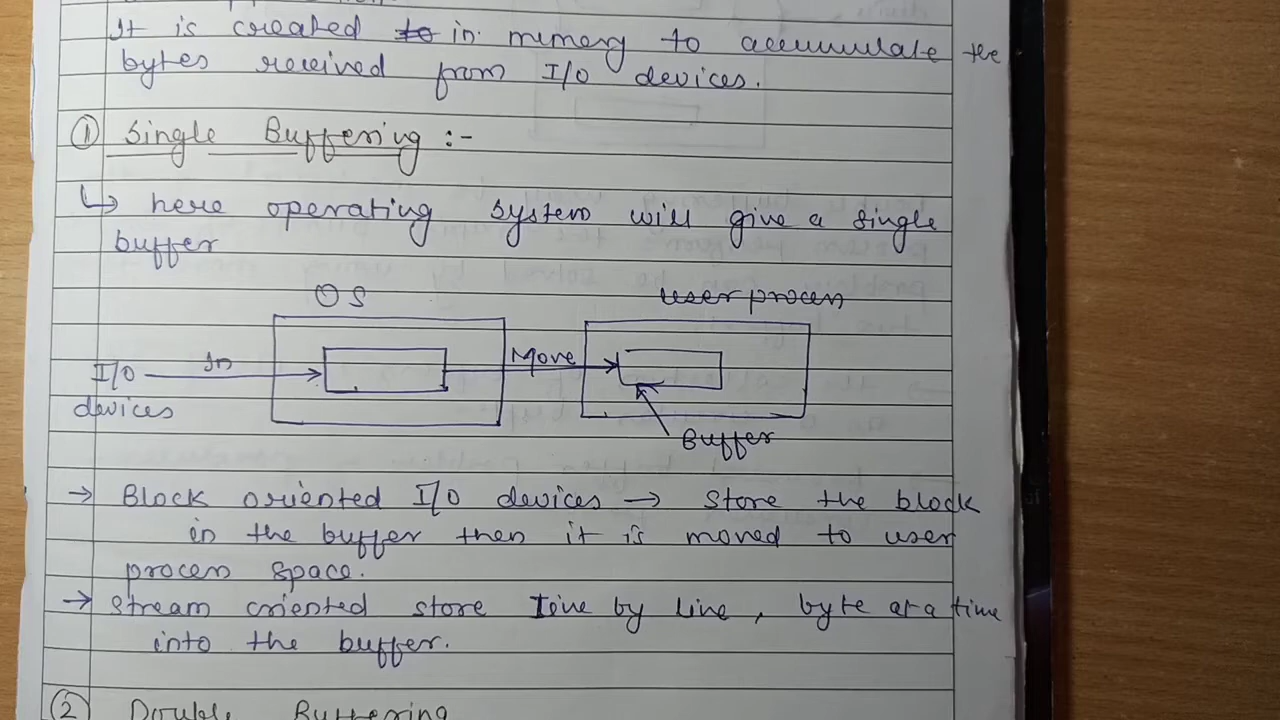 It is created to in memory to accumulate the
bytes received from I/O devices.
① Single Buffering :-
↳ here operating system will give a single
buffer
OS
user process
I/O
devices
In
Move
Buffer
→ Block oriented I/O devices → Store the block
in the buffer then it is moved to user
process space.
→ Stream oriented store line by line, byte at a time
into the buffer.
② Double Buffering